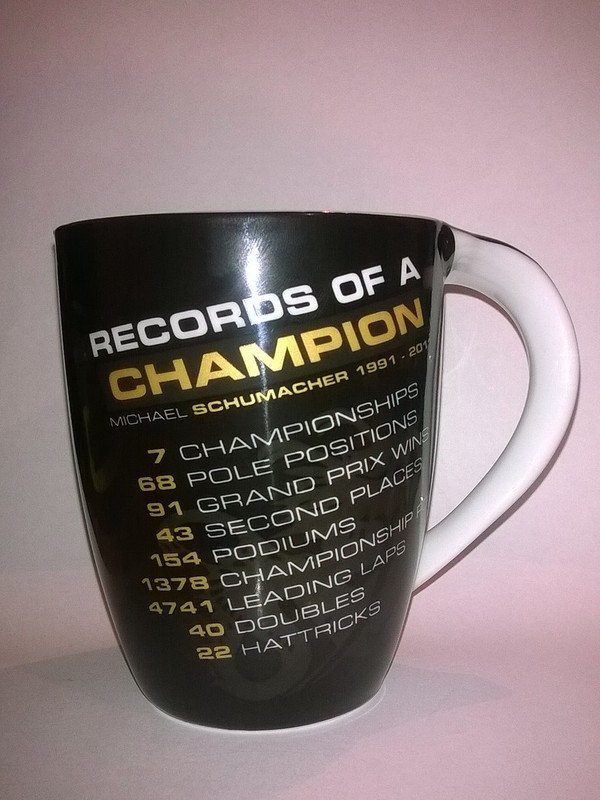 RECORDS OF A
CHAMPION
MICHAEL SCHUMACHER 1991 - 201
7 CHAMPIONSHIPS
68 POLE POSITIONS
91 GRAND PRIX WINS
43 SECOND PLACES
154 PODIUMS
1378 CHAMPIONSHIP
4741 LEADING LAPS
40 DOUBLES
22 HATTRICKS